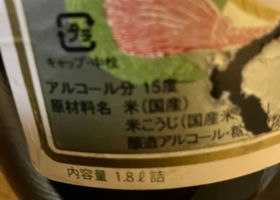 プラ
キャップ・中栓
アルコール分 15度
原材料名 米(国産)
米こうじ(国産米
醸造アルコール・
内容量 1.8ℓ詰